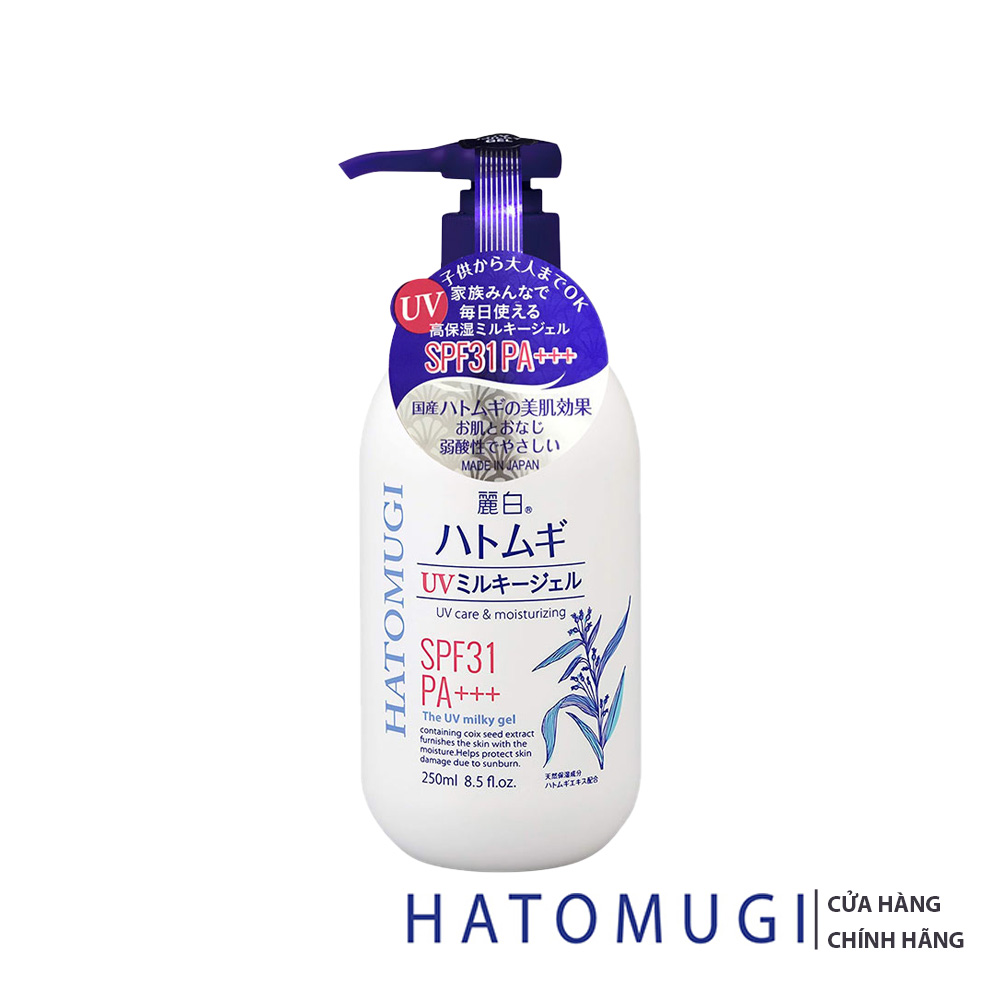 GEL
子供から大人までOK
UV
家族みんなで
毎日使える
高保湿ミルキージェル
SPF31 PA+++
国産ハトムギの美肌効果
お肌とおなじ
弱酸性でやさしい
MADE IN JAPAN
HATOMUGI
麗白®
ハトムギ
UVミルキージェル
UV care & moisturizing
SPF31
PA+++
The UV milky gel
containing coix seed extract
furnishes the skin with the
moisture.Helps protect skin
damage due to sunburn.
250ml 8.5 fl.oz.
天然保湿成分
ハトムギエキス配合
HATOMUGI
CỬA HÀNG
CHÍNH HÃNG